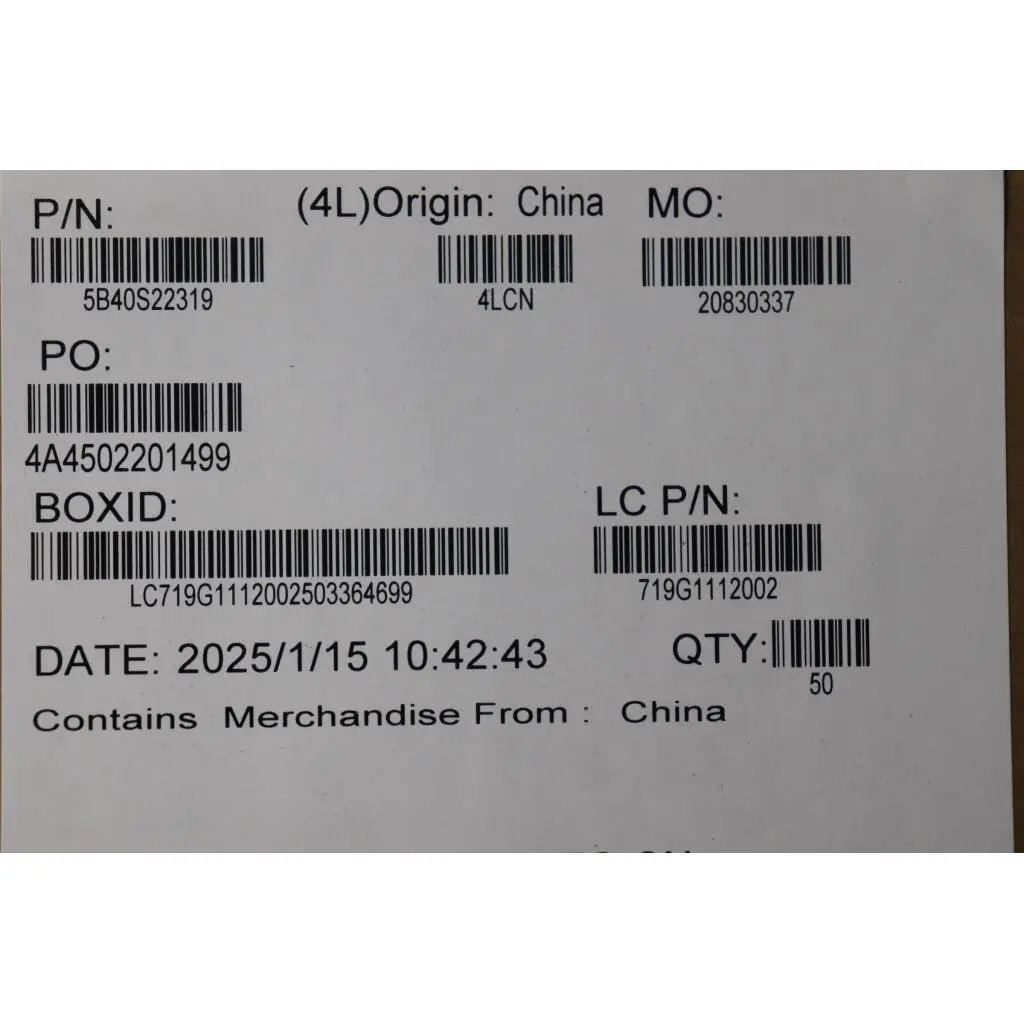 P/N: (4L)Origin: China MO:
5B40S22319 4LCN 20830337
PO:
4A4502201499
BOXID: LC P/N:
LC719G1112002503364699 719G1112002
DATE: 2025/1/15 10:42:43 QTY:
50
Contains Merchandise From : China